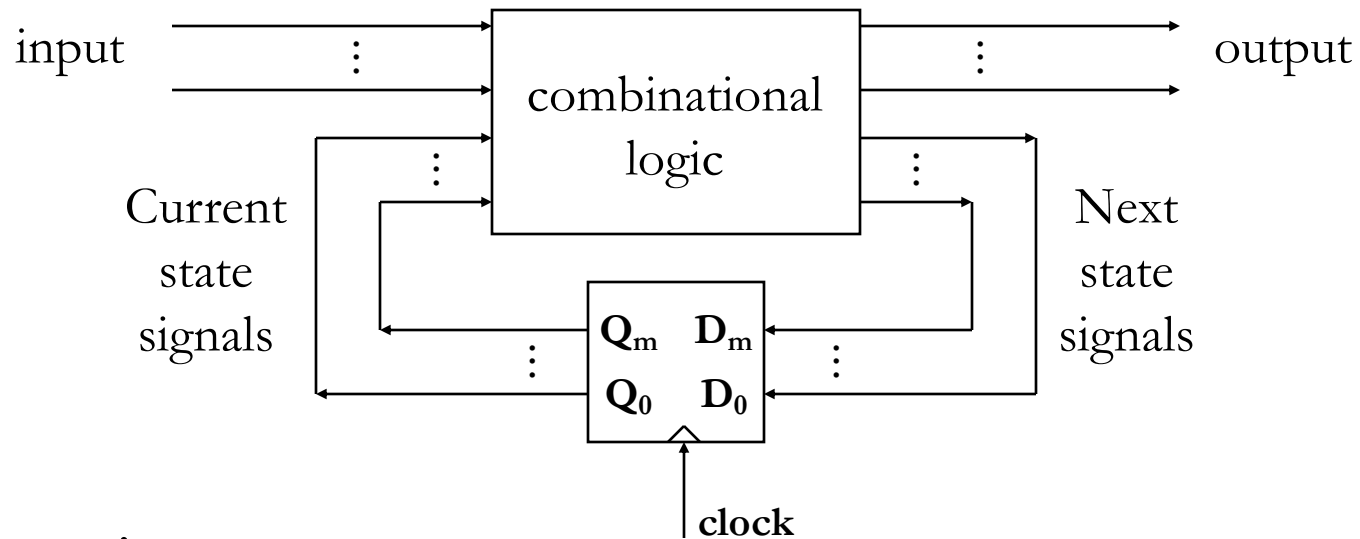 input
output
combinational
logic
Current
state
signals
Next
state
signals
Qm Dm
Q0 D0
clock